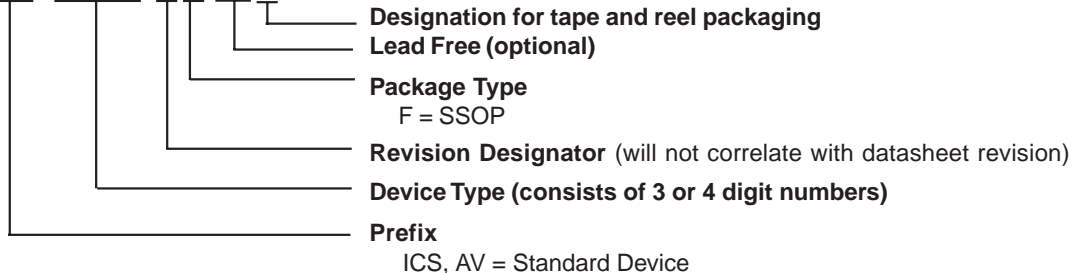 Designation for tape and reel packaging
Lead Free (optional)
Package Type
F = SSOP
Revision Designator (will not correlate with datasheet revision)
Device Type (consists of 3 or 4 digit numbers)
Prefix
ICS, AV = Standard Device